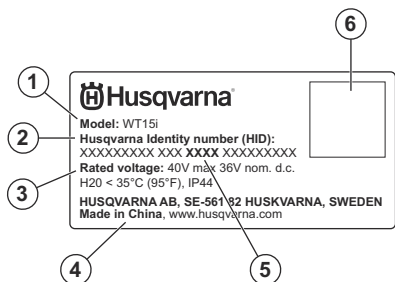 6
1
Husqvarna
Model: WT15i
2
Husqvarna Identity number (HID):
XXXXXXXXX XXX XXXX XXXXXXXXX
3
Rated voltage: 40V max 36V nom. d.c.
H20 < 35°C (95°F), IP44
HUSQVARNA AB, SE-561 82 HUSKVARNA, SWEDEN
Made in China, www.husqvarna.com
4
5